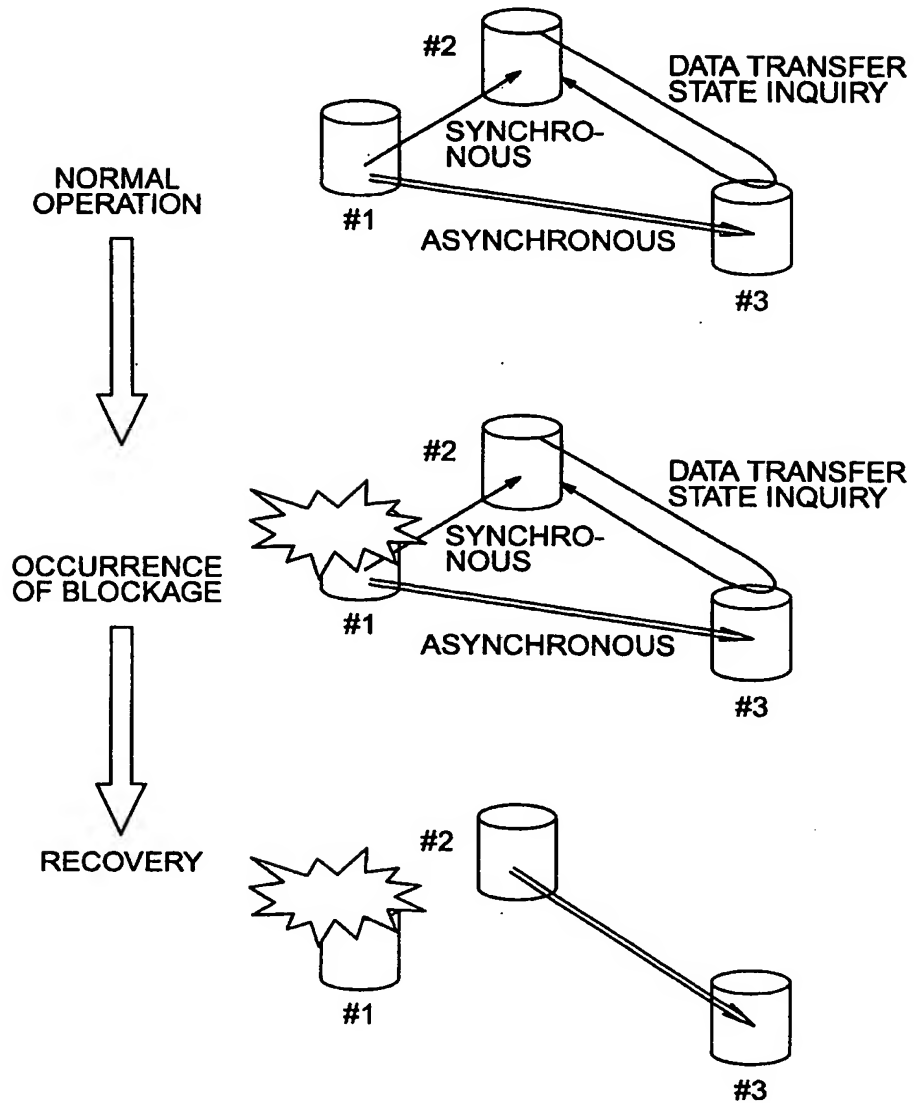 #2
DATA TRANSFER
STATE INQUIRY
SYNCHRO-
NOUS
NORMAL
OPERATION
#1
ASYNCHRONOUS
#3
#2
DATA TRANSFER
STATE INQUIRY
SYNCHRO-
NOUS
OCCURRENCE
OF BLOCKAGE
#1
ASYNCHRONOUS
#3
#2
RECOVERY
#1
#3